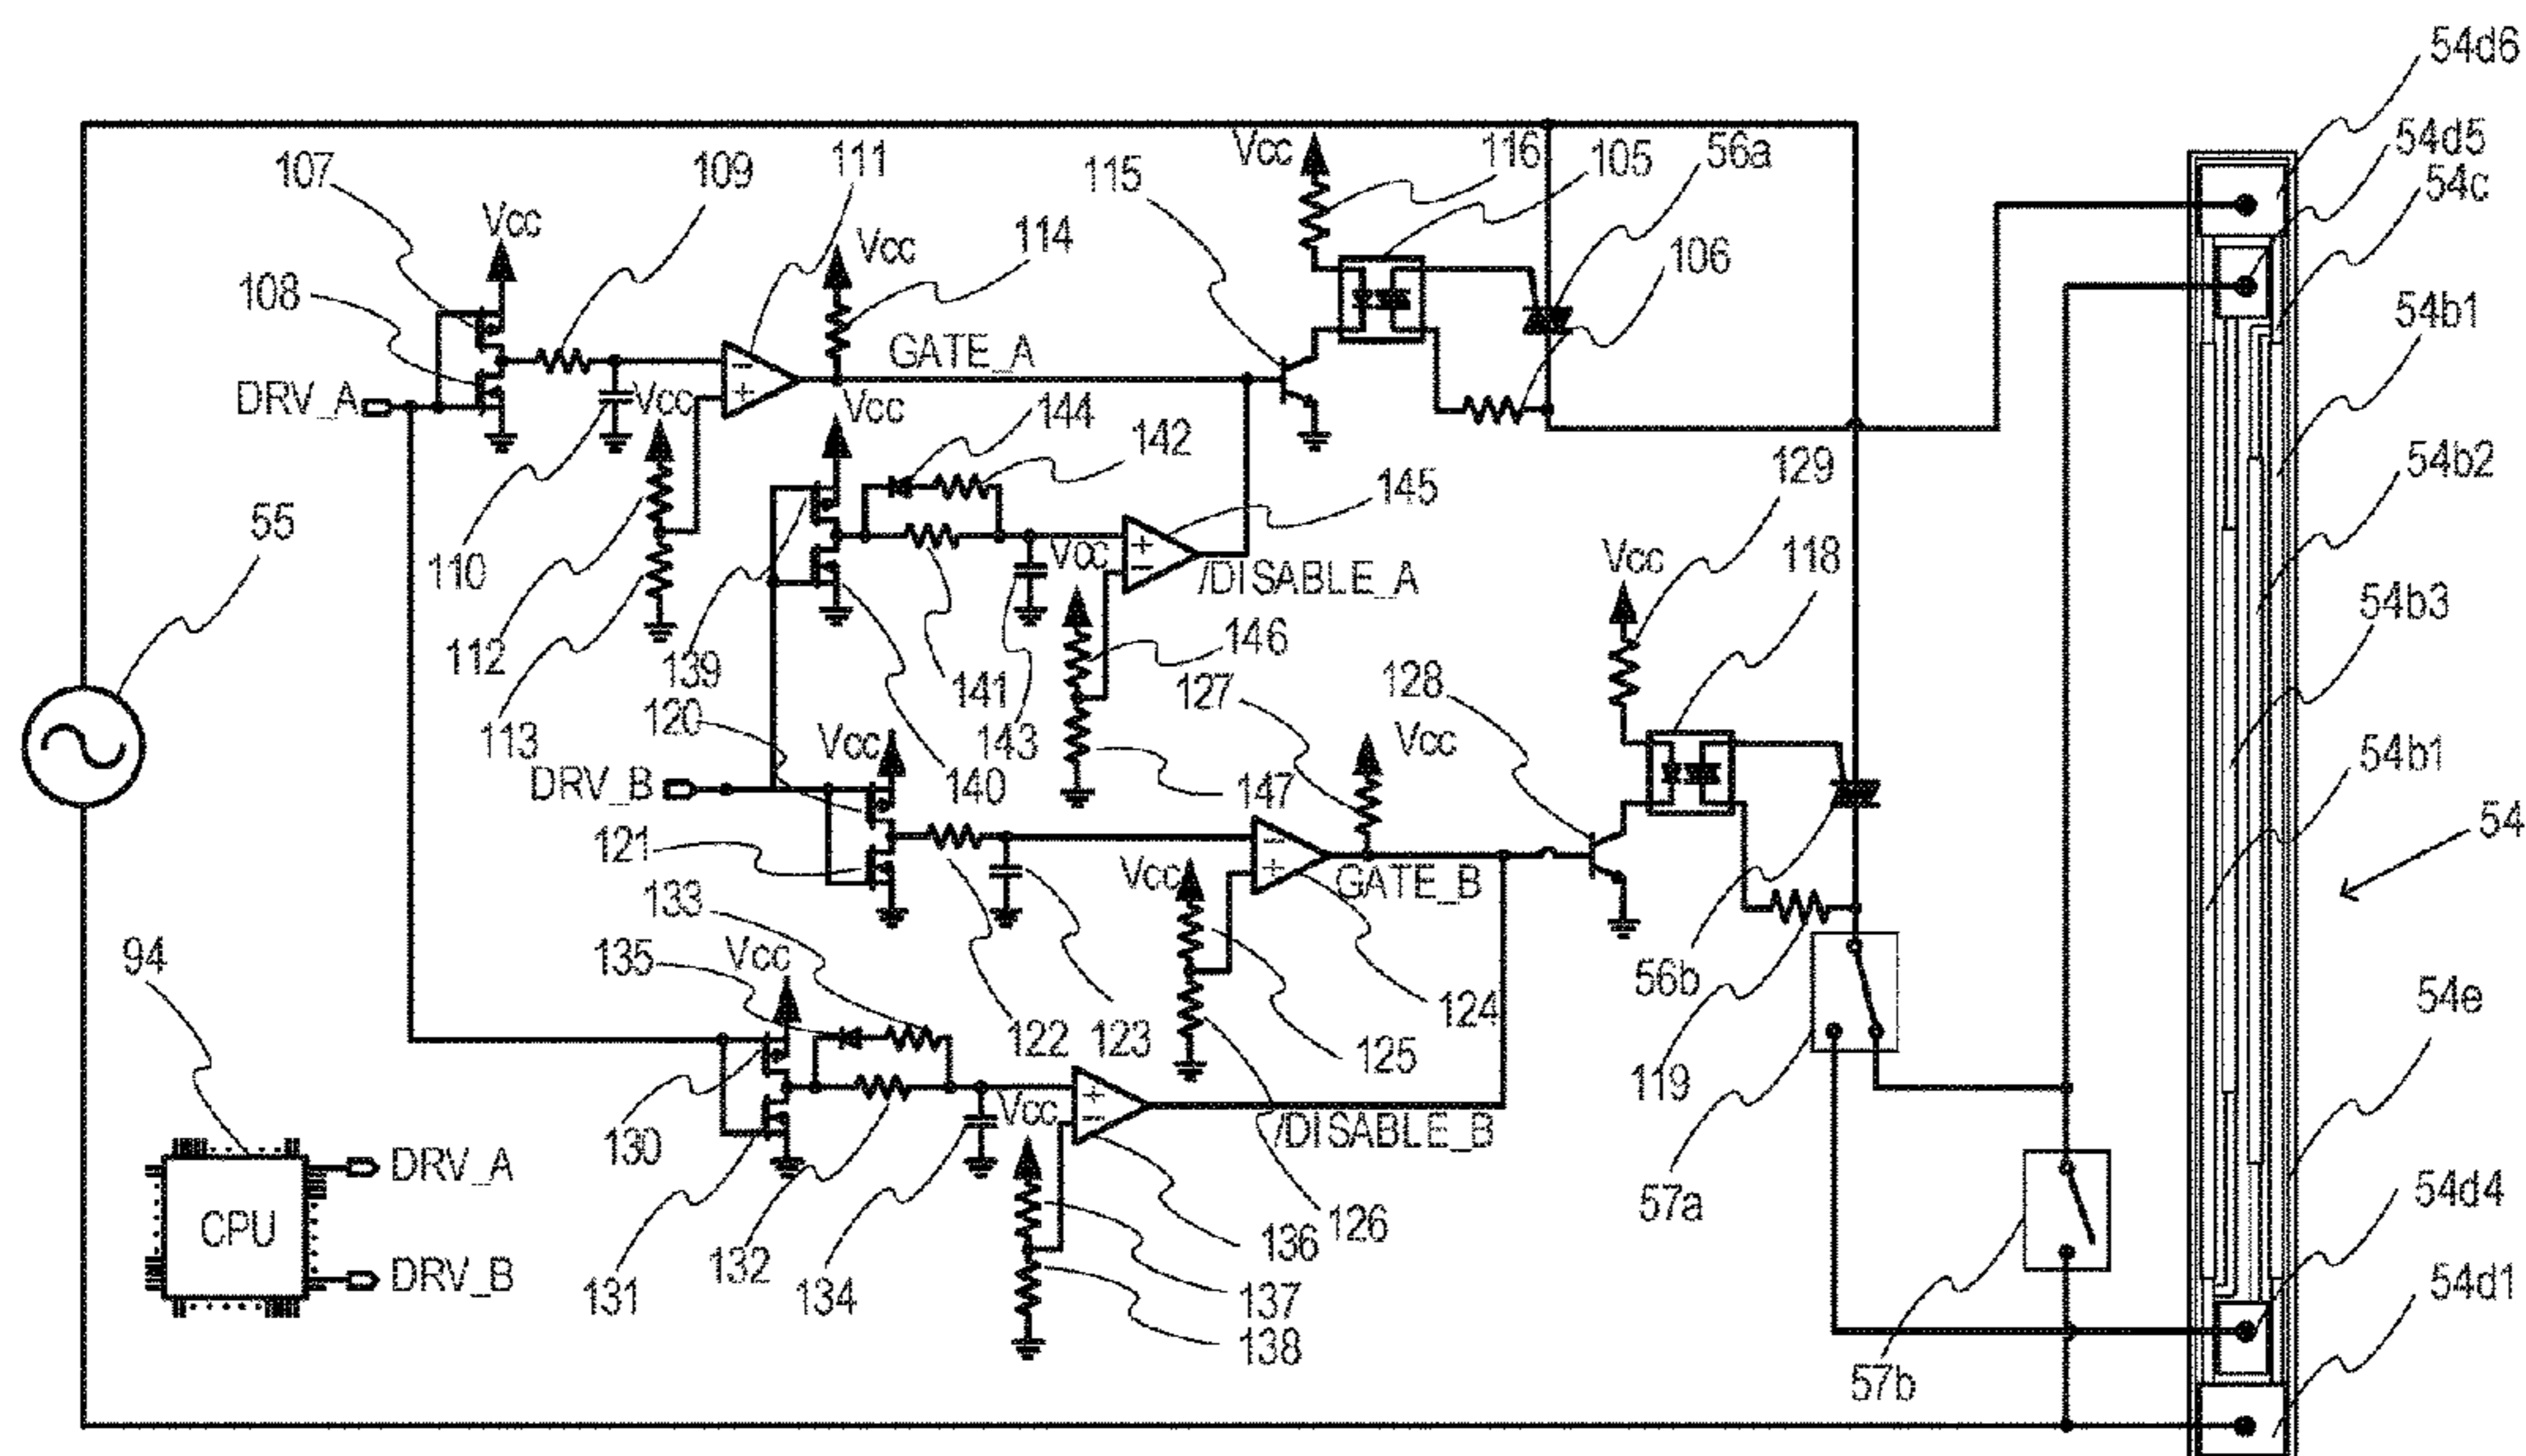 54d6
54d5
54c
107
109
111
115
Vcc
116
105
56a
Vcc
114
Vcc
106
108
54b1
GATE_A
DRV_A
Vcc
Vcc
144
142
129
54b2
145
55
110
Vcc
Vcc
118
/DISABLE_A
54b3
112
139
146
141
127
128
113
120
143
Vcc
Vcc
54b1
DRV_B
140
147
54
121
Vcc
GATE_B
133
94
135
Vcc
56b
54e
122
123
124
125
119
Vcc
130
/DISABLE_B
DRV_A
54d4
57a
CPU
126
132
136
DRV_B
131
134
137
54d1
138
57b